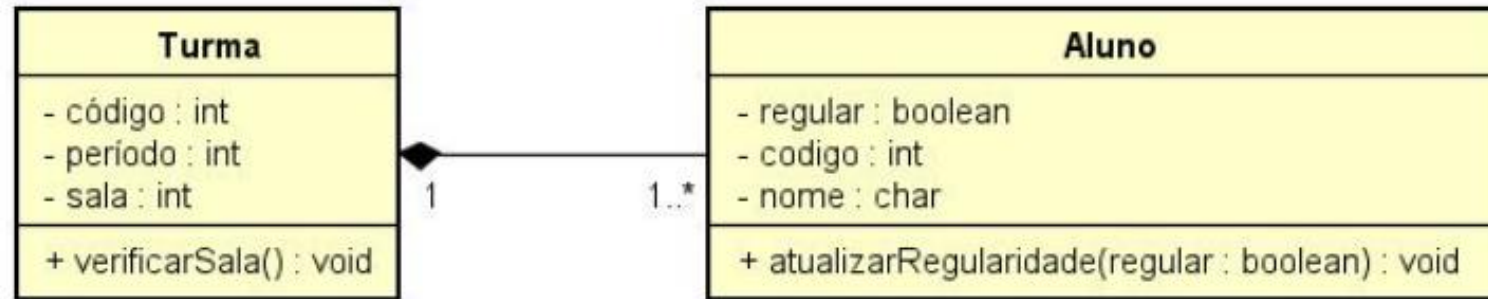 Turma
- código : int
- período : int
- sala : int
+ verificarSala() : void
1
1..*
Aluno
- regular : boolean
- codigo : int
- nome : char
+ atualizarRegularidade(regular : boolean) : void